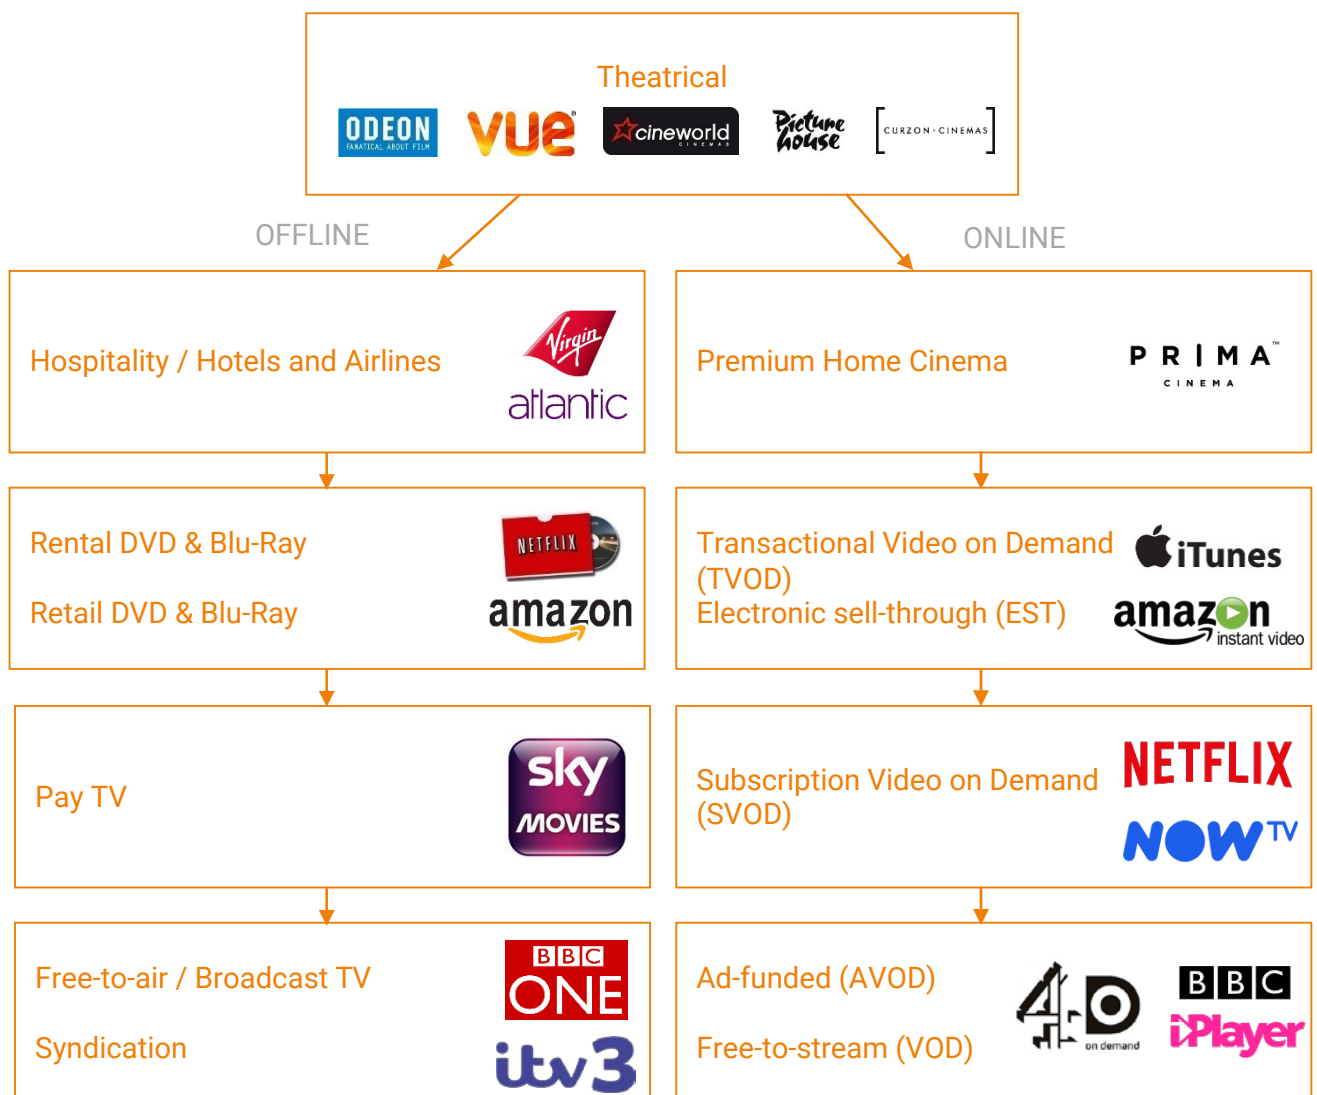 Theatrical
ODEON
FANATICAL ABOUT FILM
VUE®
cineworld
CINEMAS
Picture
house
CURZON · CINEMAS
OFFLINE
ONLINE
Hospitality / Hotels and Airlines
Virgin
atlantic
Premium Home Cinema
PRIMA™
CINEMA
Rental DVD & Blu-Ray
NETFLIX
Retail DVD & Blu-Ray
amazon
Transactional Video on Demand
(TVOD)
iTunes
Electronic sell-through (EST)
amazon
instant video
Pay TV
sky
MOVIES
Subscription Video on Demand
(SVOD)
NETFLIX
NOW TV
Free-to-air / Broadcast TV
BBC
ONE
Syndication
itv3
Ad-funded (AVOD)
4oD
on demand
BBC
iPlayer
Free-to-stream (VOD)